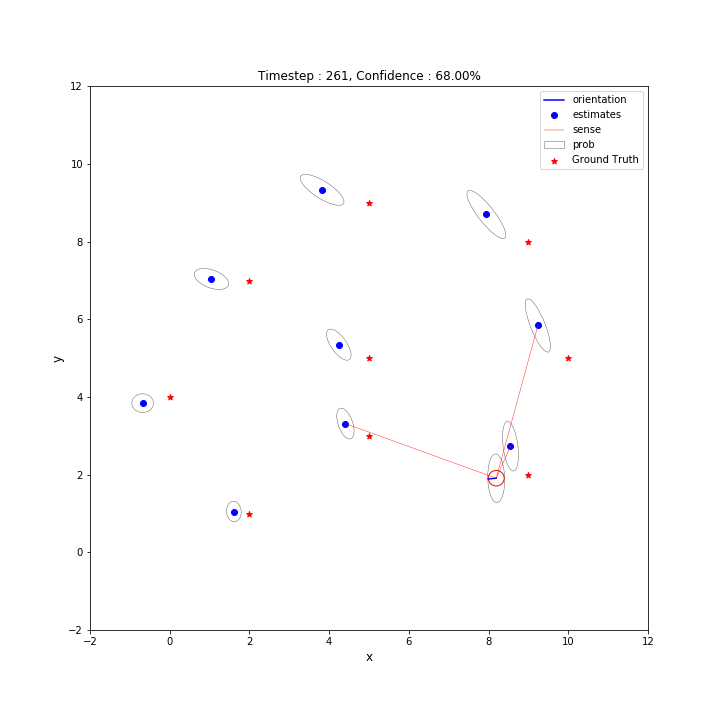 Timestep : 261, Confidence : 68.00%
orientation
estimates
sense
prob
Ground Truth
12
10
8
6
4
2
0
−2
y
−2 0 2 4 6 8 10 12
x